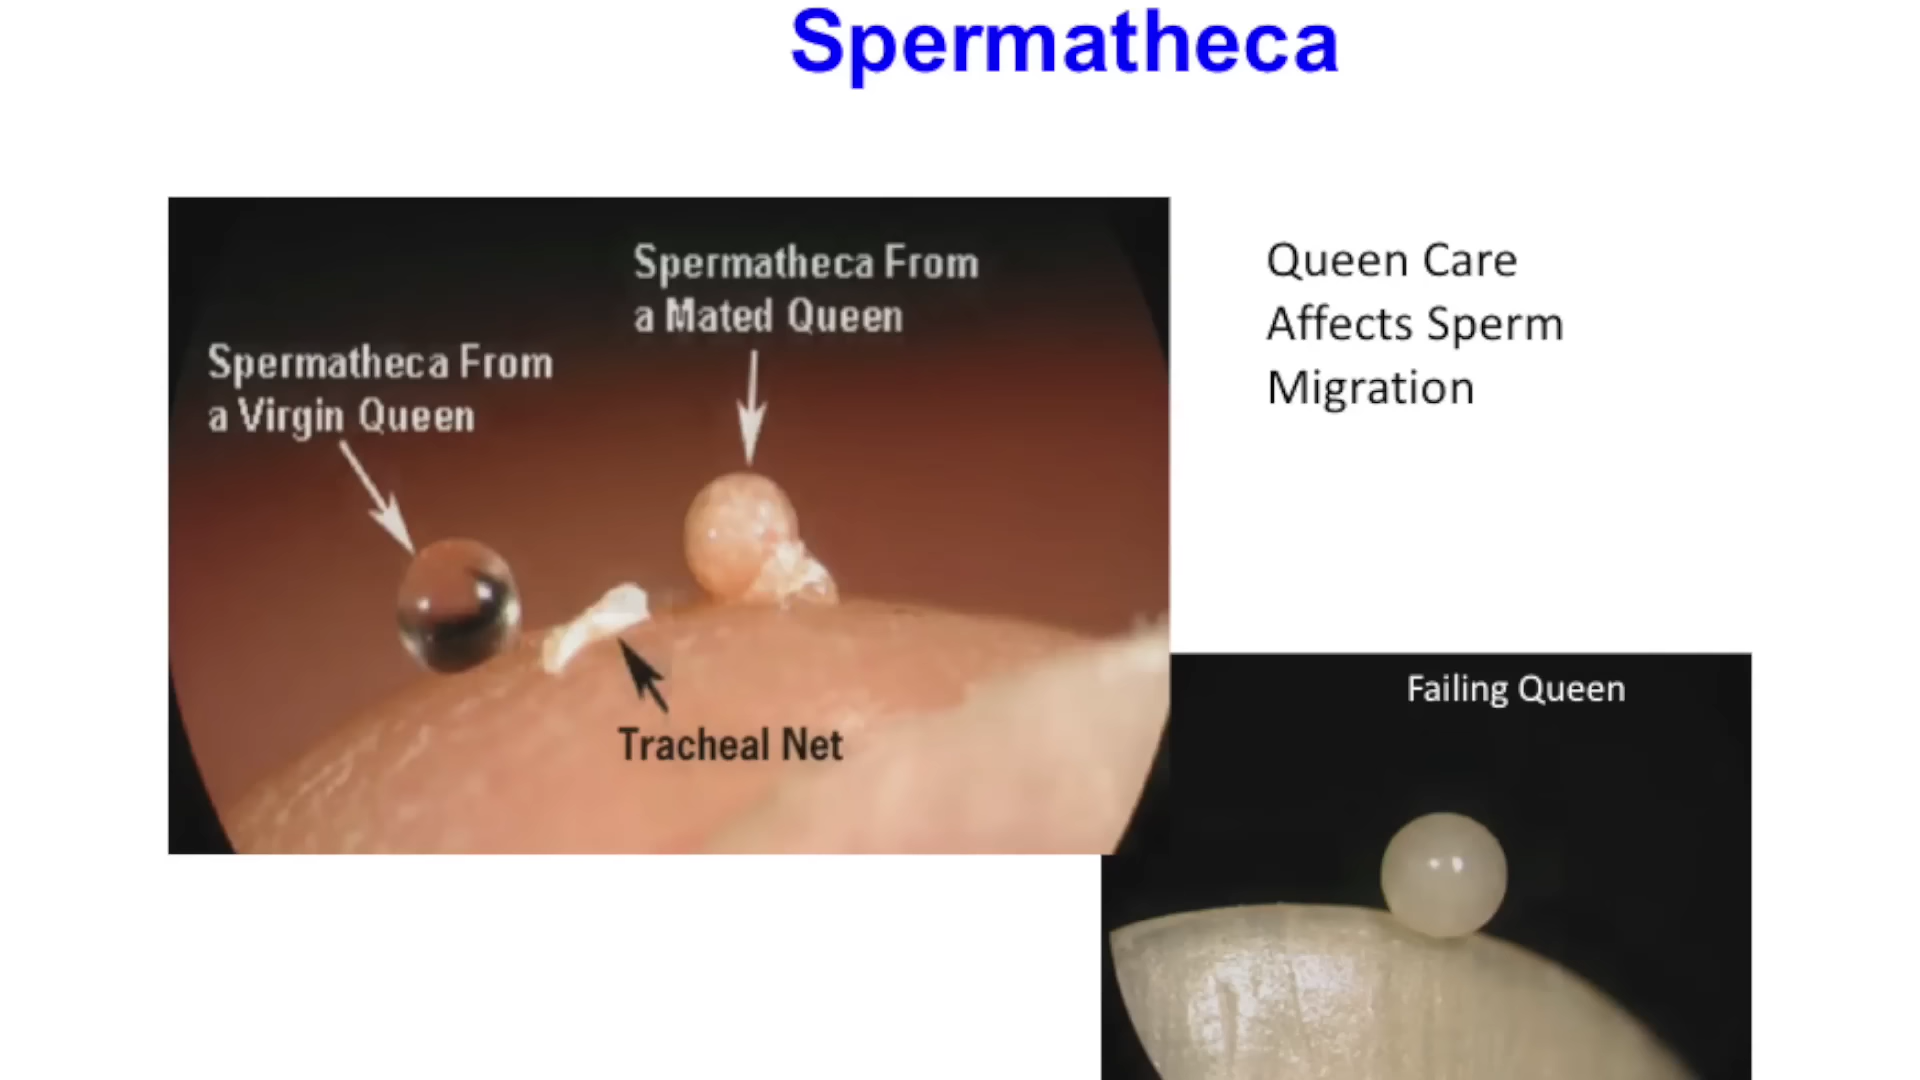 Spermatheca
Spermatheca From
a Mated Queen
Spermatheca From
a Virgin Queen
Tracheal Net
Queen Care
Affects Sperm
Migration
Failing Queen